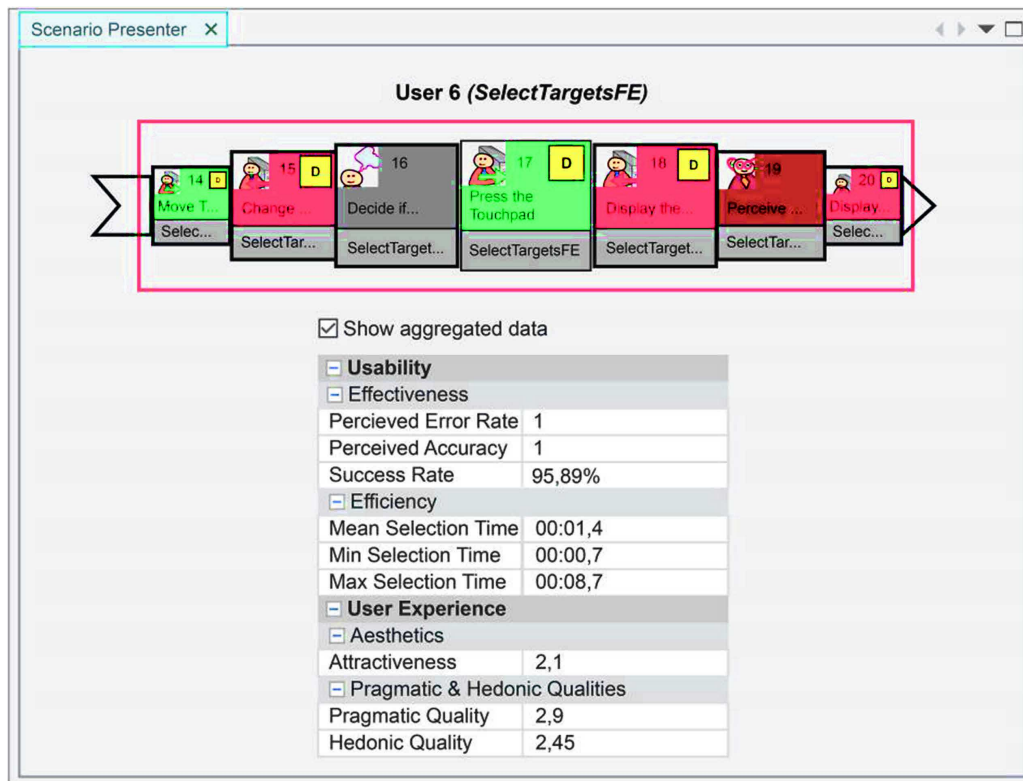 Scenario Presenter ×
User 6 (SelectTargetsFE)
14 D
Move T...
Selec...
15 D
Change ...
SelectTar...
16
Decide if...
SelectTarget...
17 D
Press the
Touchpad
SelectTargetsFE
18 D
Display the...
SelectTarget...
19
Perceive ...
SelectTar...
20 D
Display...
Selec...
Show aggregated data
Usability
Effectiveness
Percieved Error Rate 1
Perceived Accuracy 1
Success Rate 95,89%
Efficiency
Mean Selection Time 00:01,4
Min Selection Time 00:00,7
Max Selection Time 00:08,7
User Experience
Aesthetics
Attractiveness 2,1
Pragmatic & Hedonic Qualities
Pragmatic Quality 2,9
Hedonic Quality 2,45